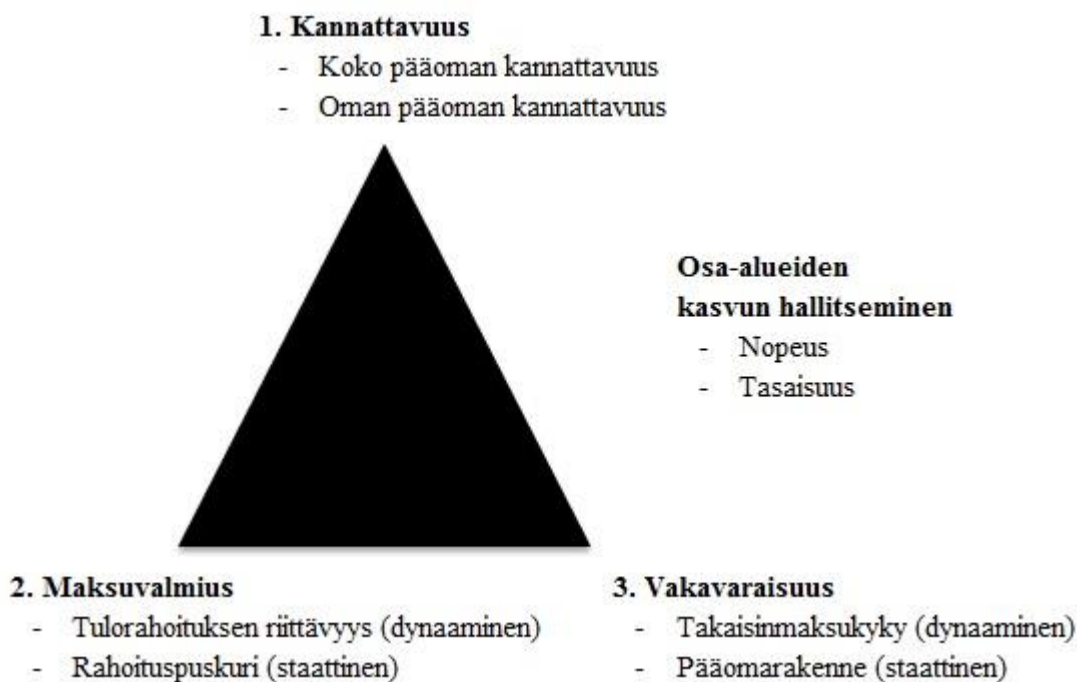 1. Kannattavuus
- Koko pääoman kannattavuus
- Oman pääoman kannattavuus
Osa-alueiden
kasvun hallitseminen
- Nopeus
- Tasaisuus
2. Maksuvalmius
- Tulorahoituksen riittävyys (dynaaminen)
- Rahoituspuskuri (staattinen)
3. Vakavaraisuus
- Takaisinmaksukyky (dynaaminen)
- Pääomarakenne (staattinen)